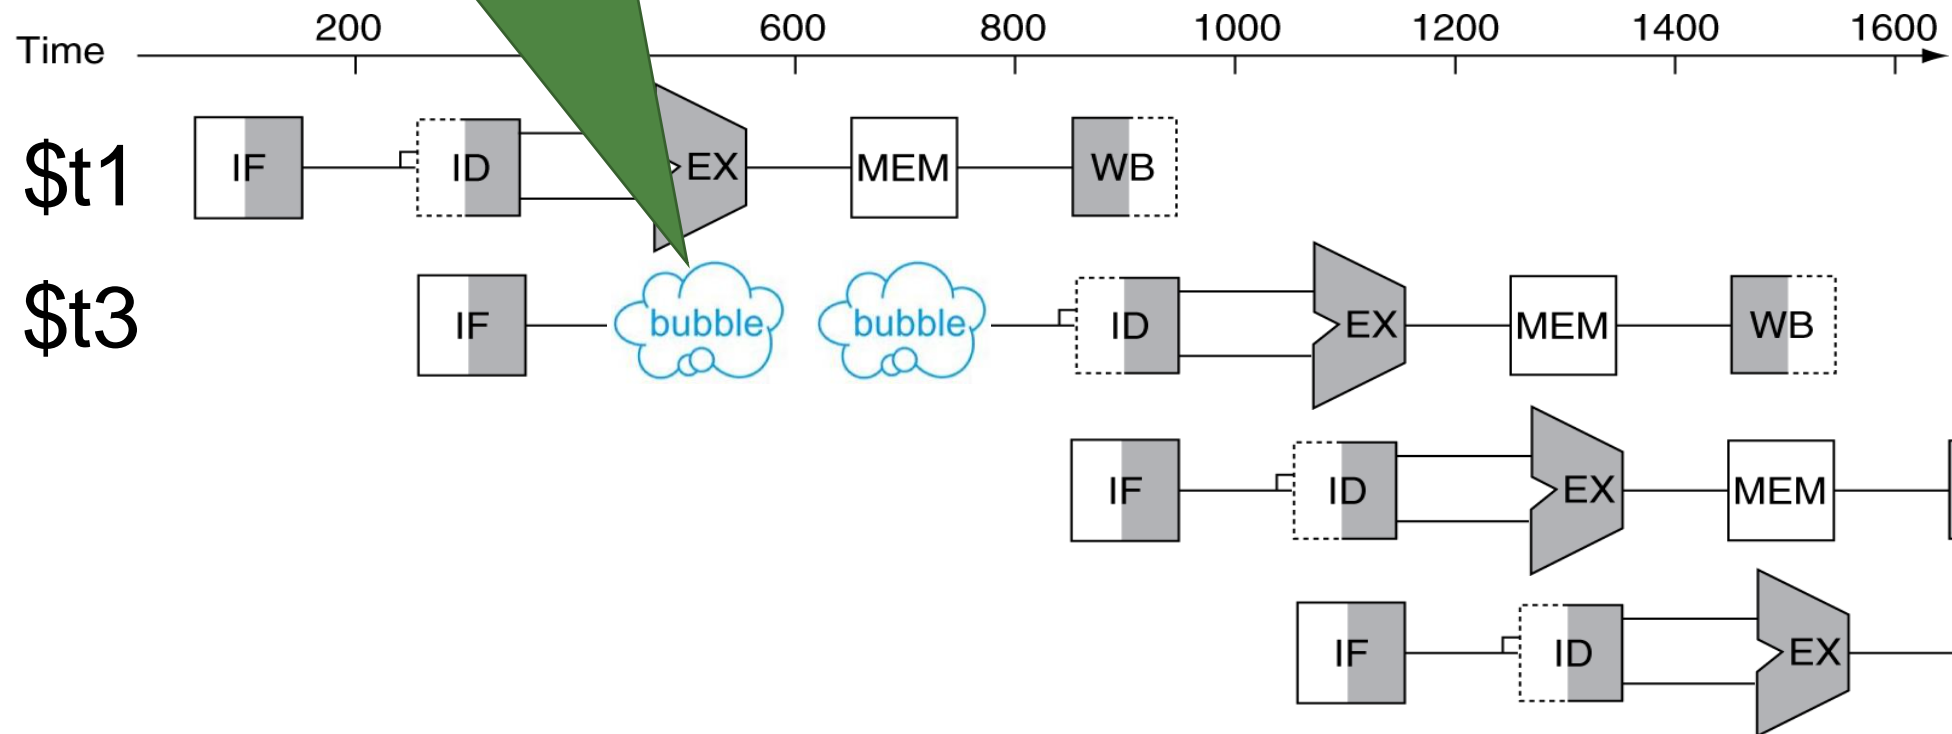 Time 200 600 800 1000 1200 1400 1600
$t1 IF ID EX MEM WB
$t3 IF bubble bubble ID EX MEM WB
IF ID EX MEM
IF ID EX